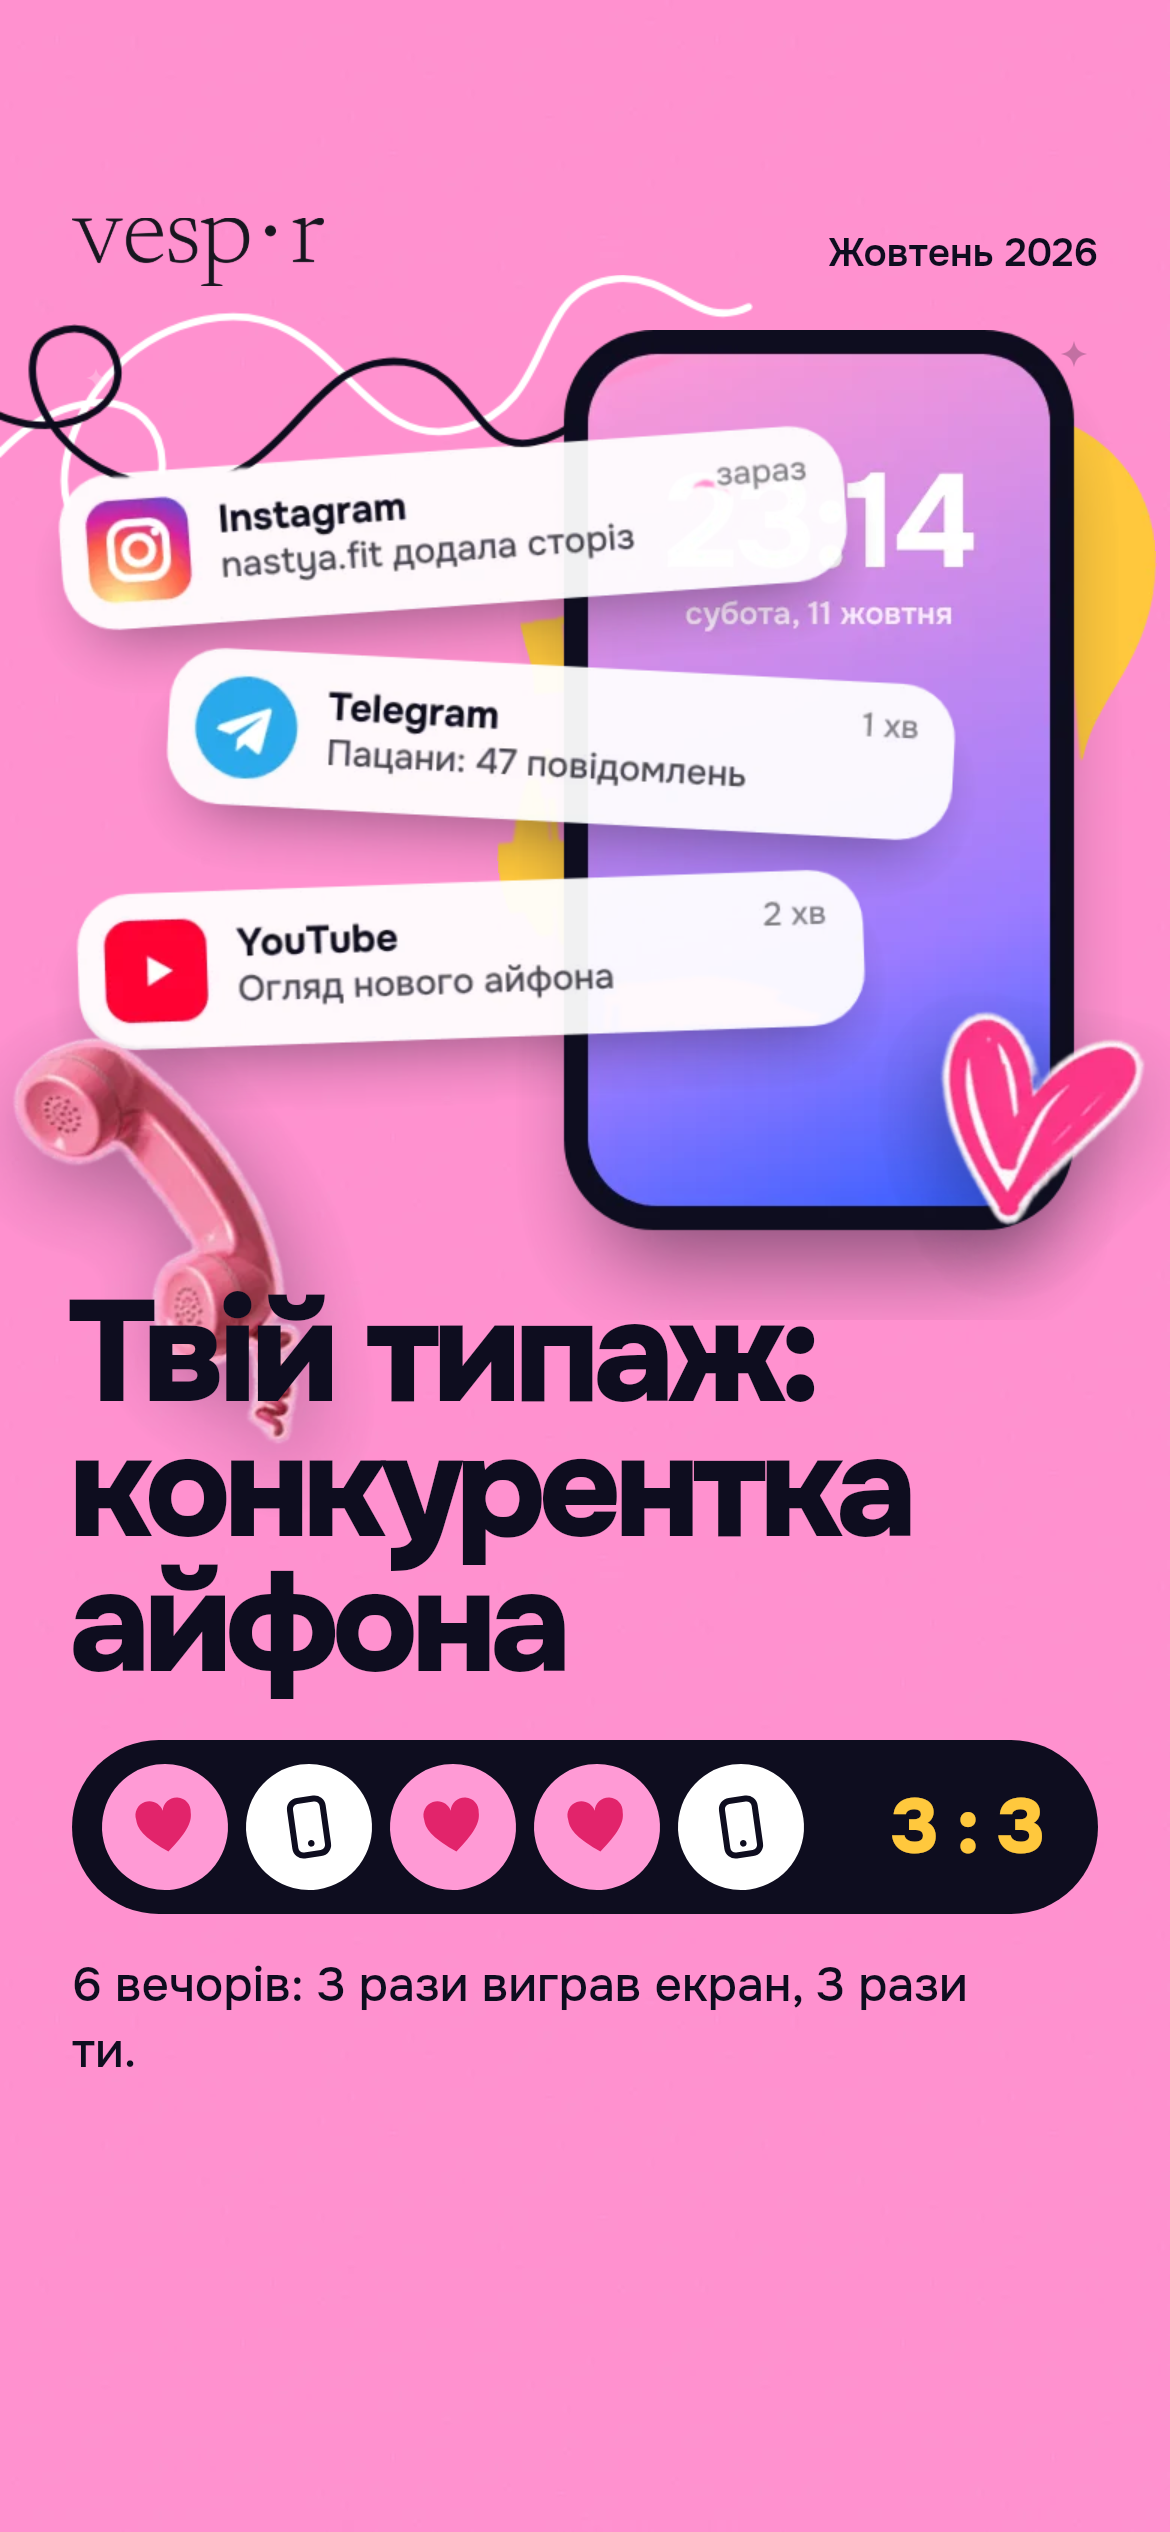 vesp·r
Жовтень 2026
зараз
Instagram
nastya.fit додала сторіз
23:14
субота, 11 жовтня
Telegram
1 хв
Пацани: 47 повідомлень
YouTube
2 хв
Огляд нового айфона
Твій типаж:
конкурентка
айфона
3 : 3
6 вечорів: 3 рази виграв екран, 3 рази
ти.